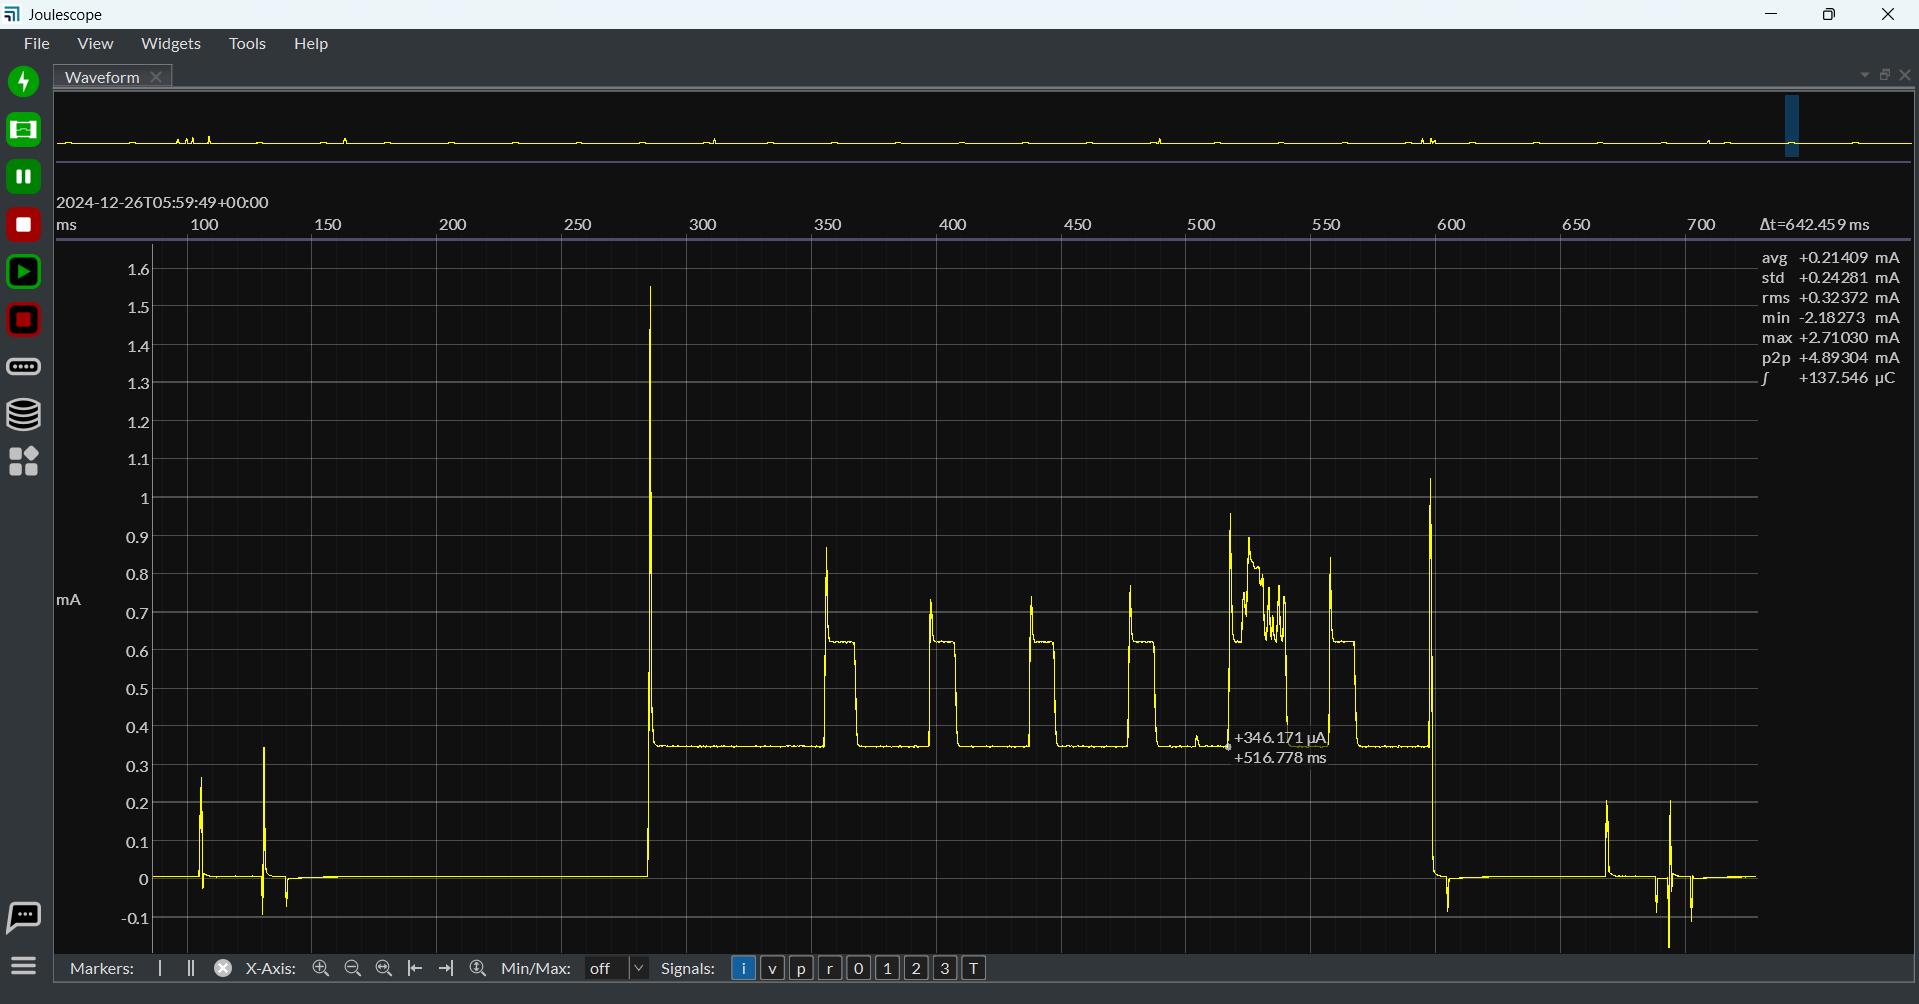 Joulescope
File View Widgets Tools Help
Waveform
2024-12-26T05:59:49+00:00
ms 100 150 200 250 300 350 400 450 500 550 600 650 700 Δt=642.459 ms
avg +0.21409 mA
std +0.24281 mA
rms +0.32372 mA
min -2.18273 mA
max +2.71030 mA
p2p +4.89304 mA
∫ +137.546 µC
1.6
1.5
1.4
1.3
1.2
1.1
1
0.9
0.8
0.7
mA
0.6
0.5
0.4
0.3
0.2
0.1
0
-0.1
+346.171 µA
+516.778 ms
Markers: X-Axis: Min/Max: off Signals: i v p r 0 1 2 3 T